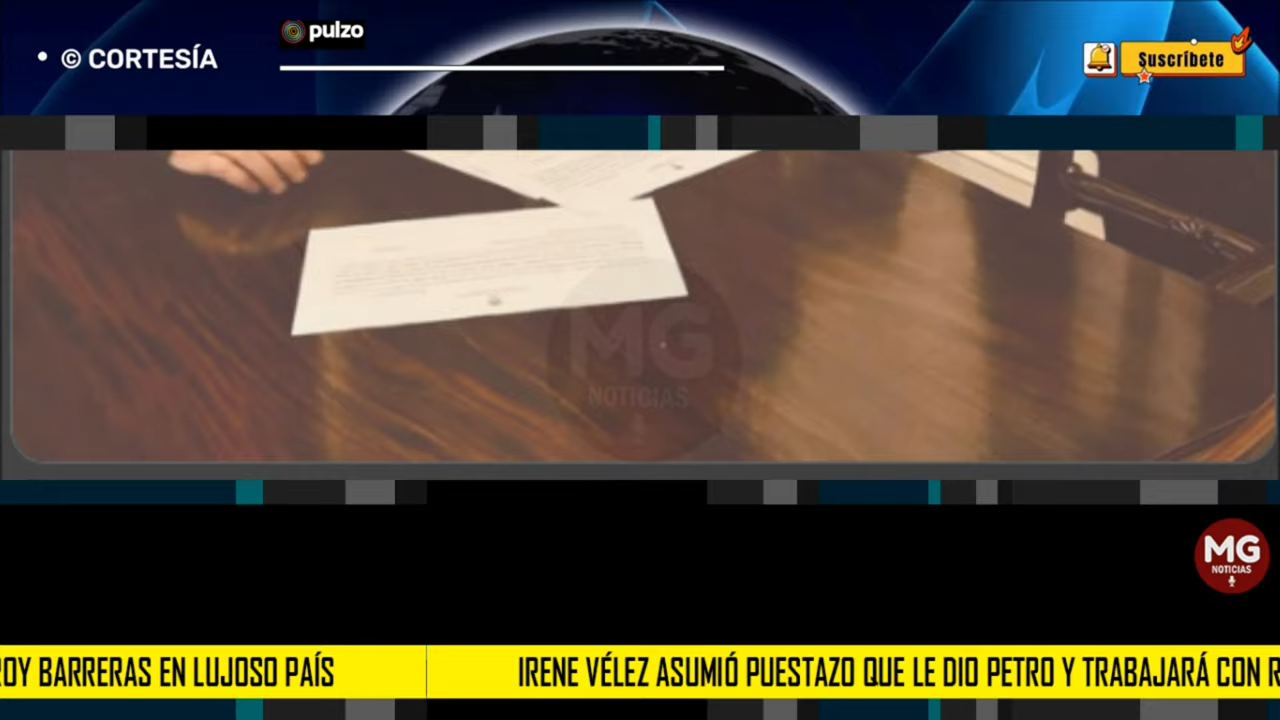 pulzo
• © CORTESÍA
Suscríbete
MG
NOTICIAS
MG
NOTICIAS
ROY BARRERAS EN LUJOSO PAÍS
IRENE VÉLEZ ASUMIÓ PUESTAZO QUE LE DIO PETRO Y TRABAJARÁ CON R